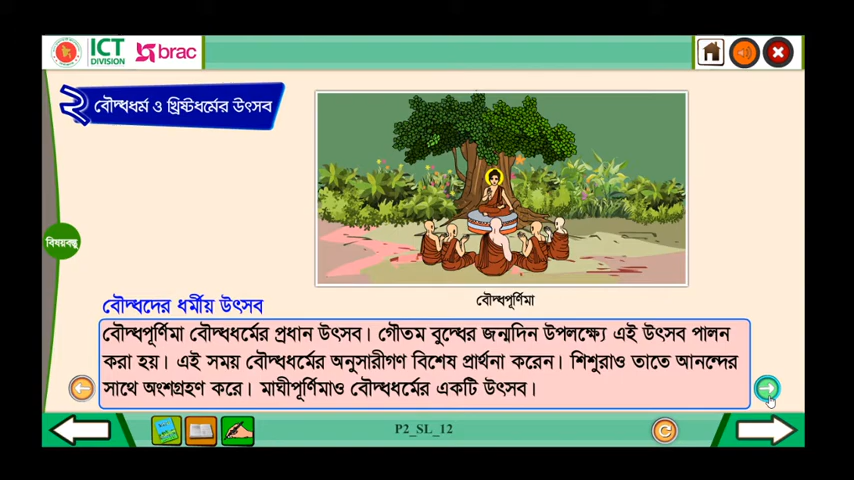 ICT
DIVISION
brac
২ বৌদ্ধধর্ম ও খ্রিষ্টধর্মের উৎসব
বিষয়বস্তু
বৌদ্ধপূর্ণিমা
বৌদ্ধদের ধর্মীয় উৎসব
বৌদ্ধপূর্ণিমা বৌদ্ধধর্মের প্রধান উৎসব। গৌতম বুদ্ধের জন্মদিন উপলক্ষ্যে এই উৎসব পালন
করা হয়। এই সময় বৌদ্ধধর্মের অনুসারীগণ বিশেষ প্রার্থনা করেন। শিশুরাও তাতে আনন্দের
সাথে অংশগ্রহণ করে। মাঘীপূর্ণিমাও বৌদ্ধধর্মের একটি উৎসব।
P2_SL_12